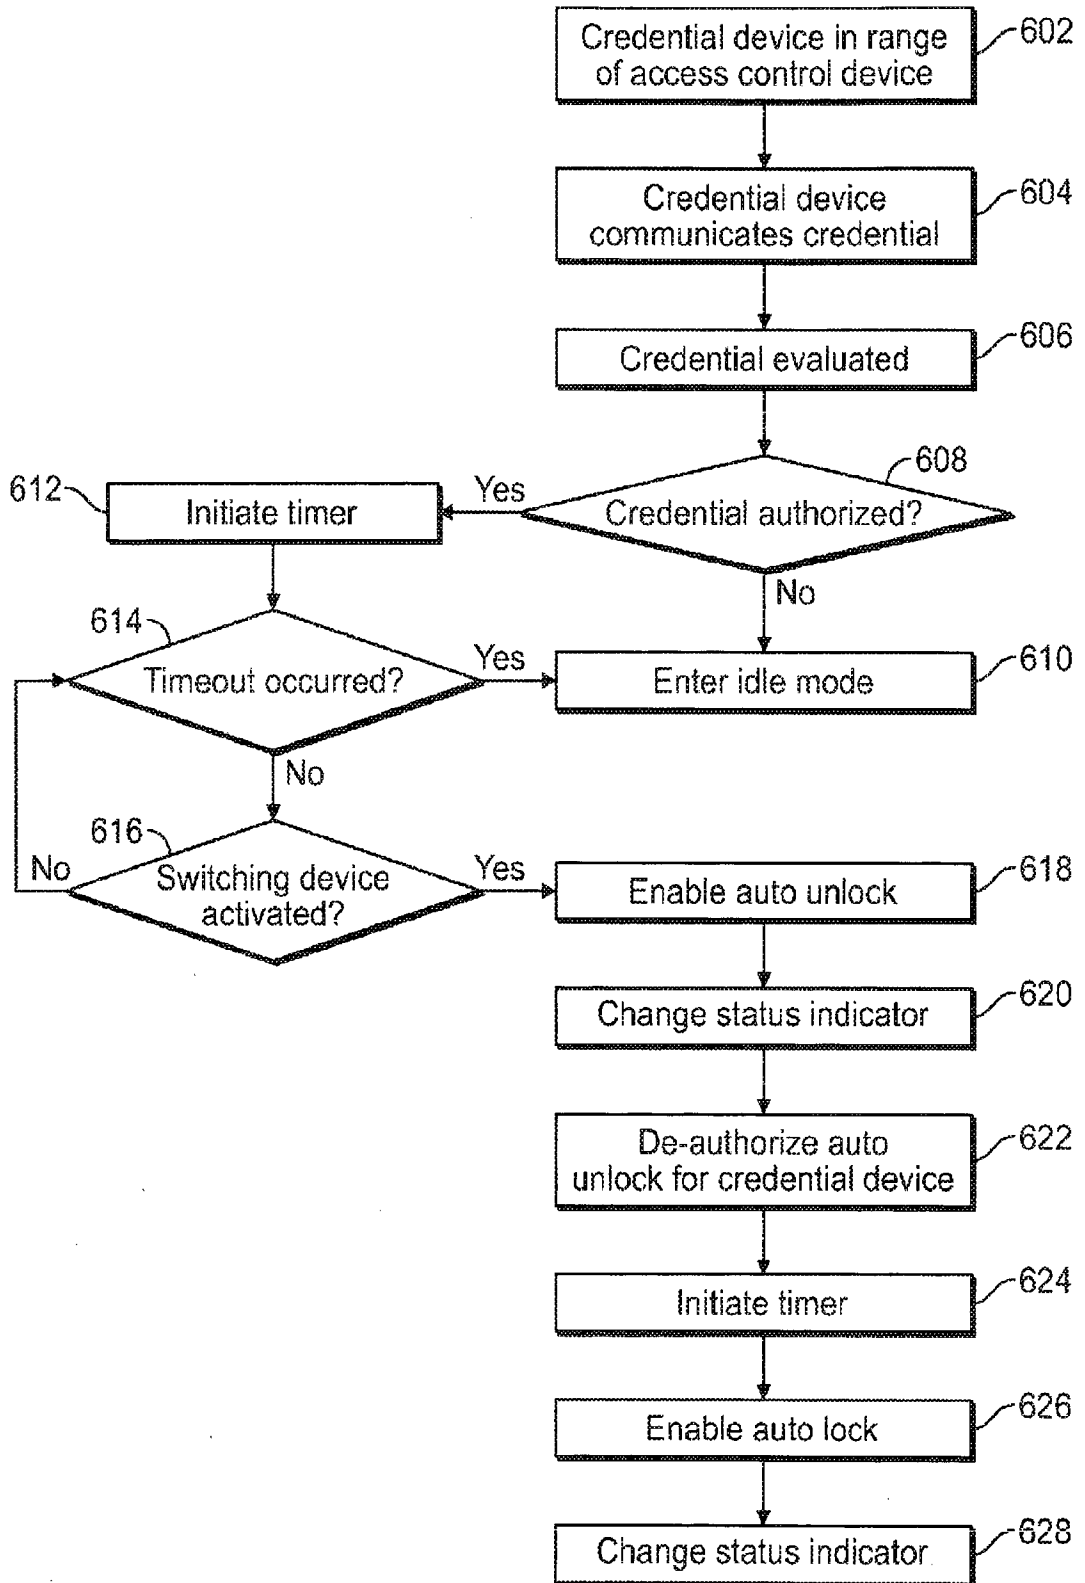 Credential device in range
of access control device
602
Credential device
communicates credential
604
Credential evaluated
606
608
Credential authorized?
Yes
No
612
Initiate timer
614
Timeout occurred?
Yes
No
Enter idle mode
610
616
Switching device
activated?
No
Yes
Enable auto unlock
618
Change status indicator
620
De-authorize auto
unlock for credential device
622
Initiate timer
624
Enable auto lock
626
Change status indicator
628